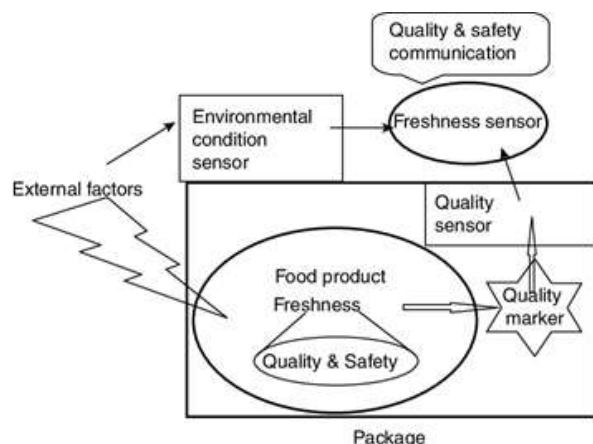 Quality & safety
communication
Environmental
condition
sensor
Freshness sensor
External factors
Quality
sensor
Food product
Freshness
Quality
marker
Quality & Safety
Package